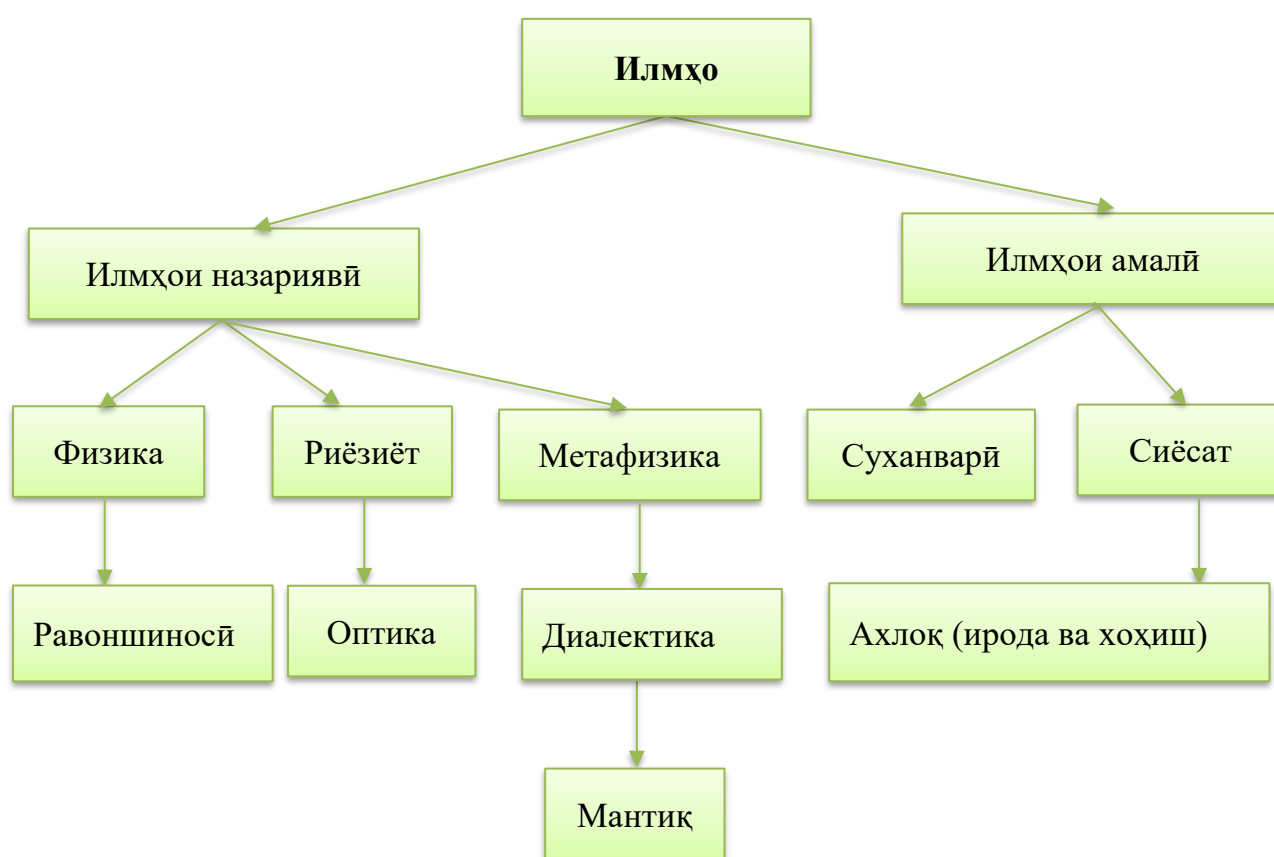 Илмҳо
Илмҳои назариявӣ
Илмҳои амалӣ
Физика
Риёзиёт
Метафизика
Суханварӣ
Сиёсат
Равоншиносӣ
Оптика
Диалектика
Ахлоқ (ирода ва хоҳиш)
Мантиқ